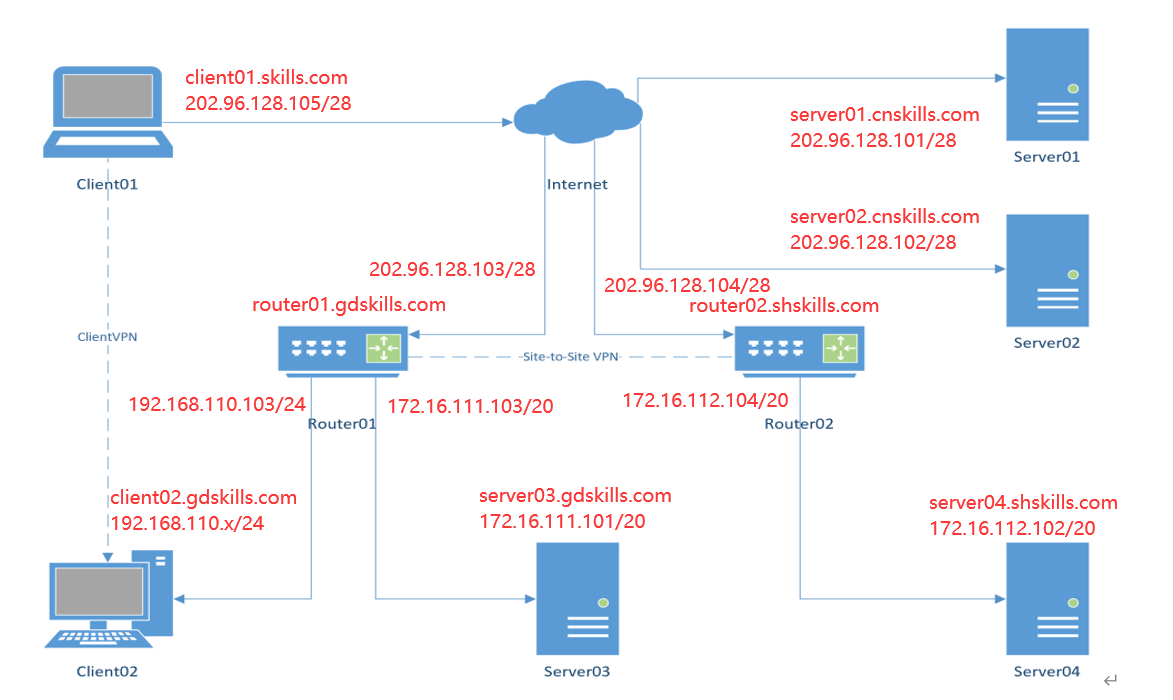 client01.skills.com
202.96.128.105/28
Client01
Internet
server01.cnskills.com
202.96.128.101/28
Server01
server02.cnskills.com
202.96.128.102/28
Server02
202.96.128.103/28
router01.gdskills.com
202.96.128.104/28
router02.shskills.com
ClientVPN
Site-to-Site VPN
192.168.110.103/24
172.16.111.103/20
Router01
172.16.112.104/20
Router02
client02.gdskills.com
192.168.110.x/24
Client02
server03.gdskills.com
172.16.111.101/20
Server03
server04.shskills.com
172.16.112.102/20
Server04